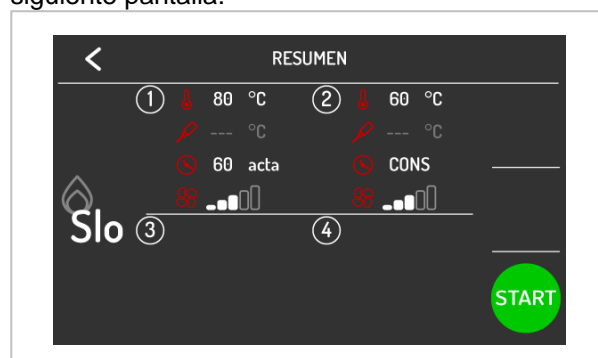 siguiente pantalla:
RESUMEN
1 80 °C 2 60 °C
--- °C --- °C
60 acta CONS
Slo 3 4
START